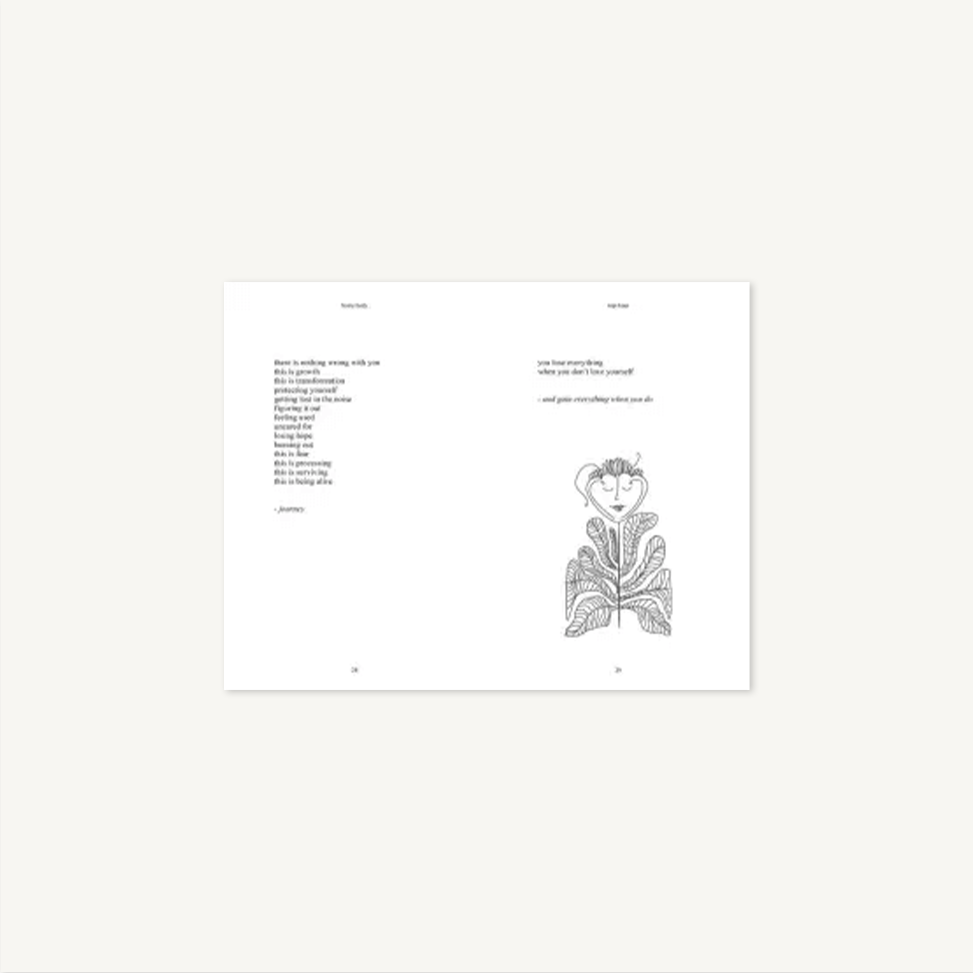 rupi kaur
there is nothing wrong with you
this is growth
this is transformation
protecting yourself
getting lost in the noise
figuring it out
feeling used
uncared for
losing hope
burning out
this is fear
this is processing
this is surviving
this is being alive
- journey
you lose everything
when you don't love yourself
- and gain everything when you do